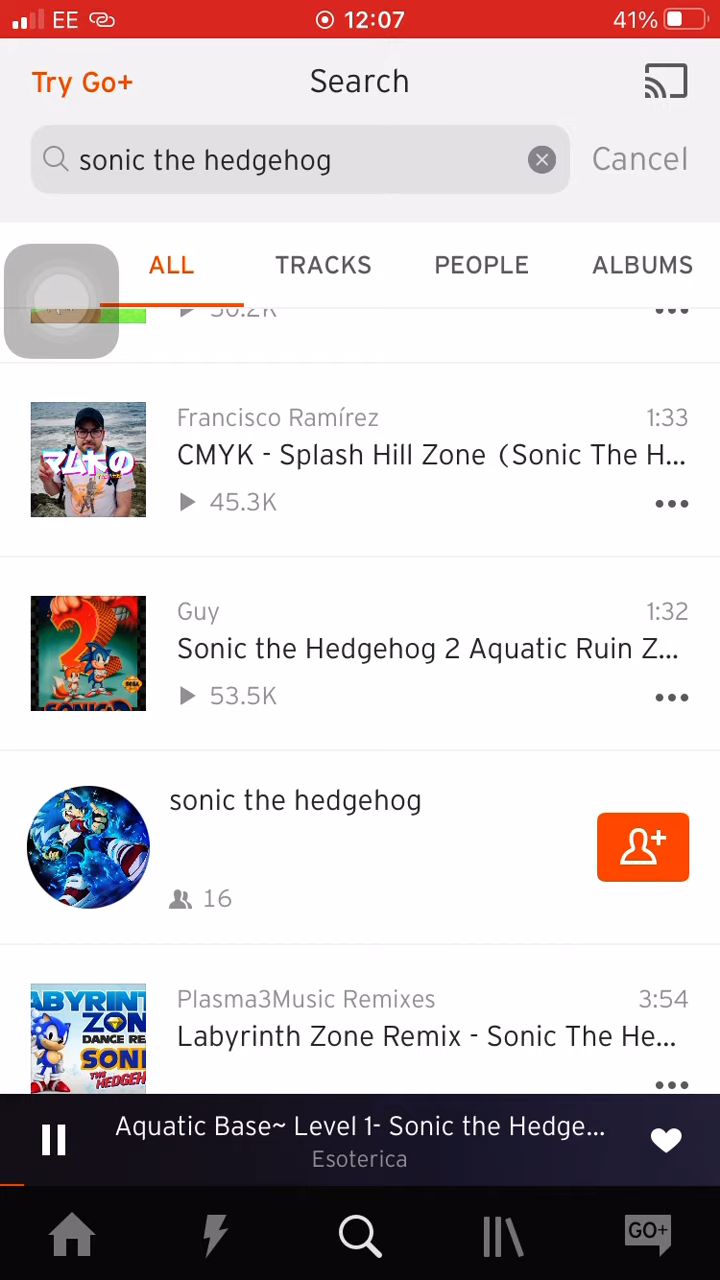 EE 12:07 41%
Try Go+ Search
sonic the hedgehog Cancel
ALL TRACKS PEOPLE ALBUMS
50.2K
Francisco Ramírez 1:33
CMYK - Splash Hill Zone (Sonic The H...
45.3K
Guy 1:32
Sonic the Hedgehog 2 Aquatic Ruin Z...
53.5K
sonic the hedgehog
16
Plasma3Music Remixes 3:54
Labyrinth Zone Remix - Sonic The He...
Aquatic Base~ Level 1- Sonic the Hedge...
Esoterica
GO+